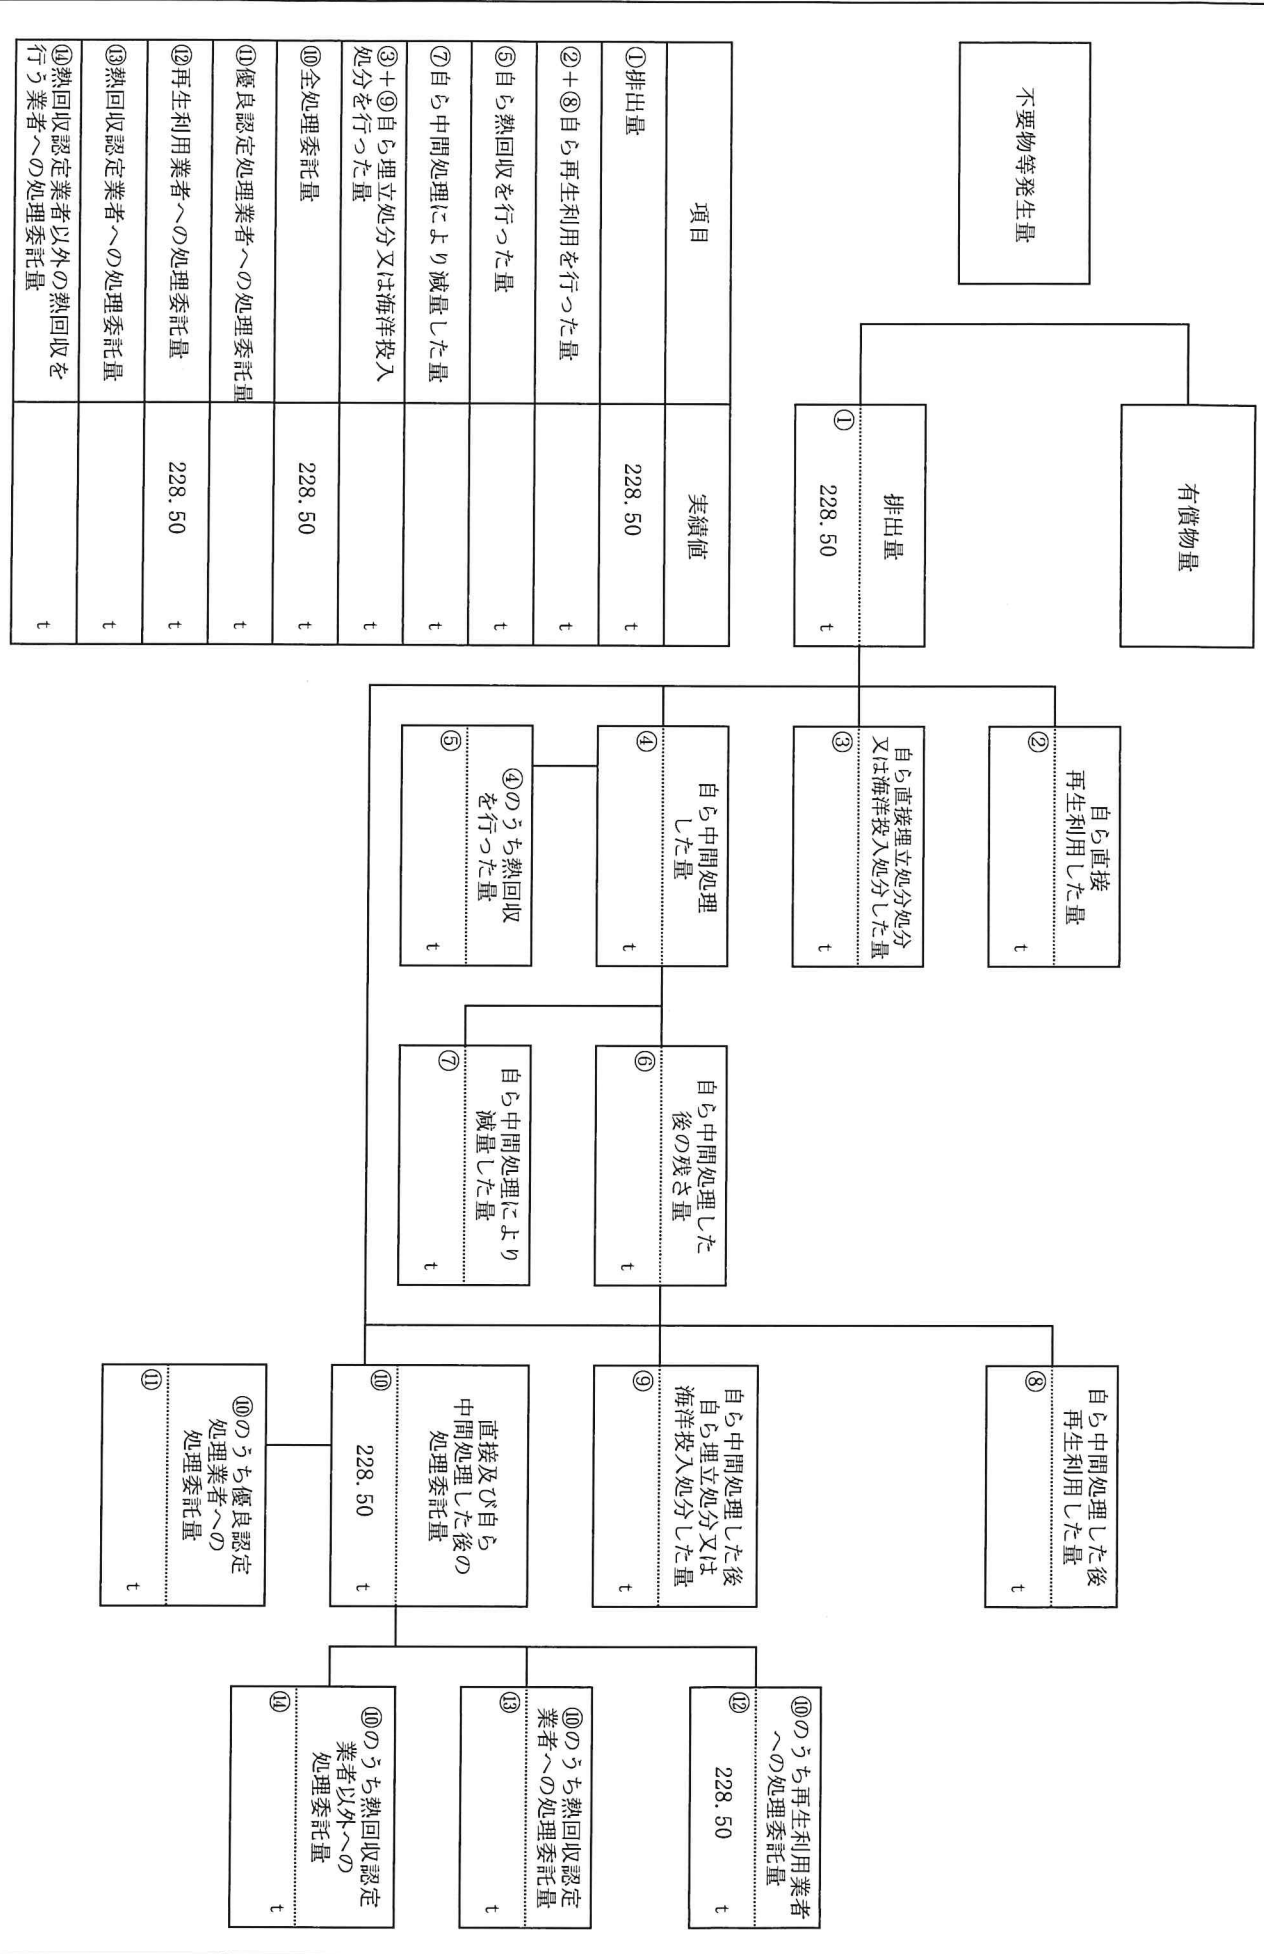 不要物等発生量
有償物量
排出量
① 228.50 t
自ら直接
再生利用した量
② t
自ら直接埋立処分処分
又は海洋投入処分した量
③ t
自ら中間処理
した量
④ t
④のうち熱回収
を行った量
⑤ t
自ら中間処理した
後の残さ量
⑥ t
自ら中間処理により
減量した量
⑦ t
自ら中間処理した後
再生利用した量
⑧ t
自ら中間処理した後
自ら埋立処分又は
海洋投入処分した量
⑨ t
直接及び自ら
中間処理した後の
処理委託量
⑩ 228.50 t
⑩のうち優良認定
処理業者への
処理委託量
⑪ t
⑩のうち再生利用業者
への処理委託量
⑫ 228.50 t
⑩のうち熱回収認定
業者への処理委託量
⑬ t
⑩のうち熱回収認定
業者以外への
処理委託量
⑭ t
項目 実績値
①排出量 228.50 t
②+⑧自ら再生利用を行った量 t
⑤自ら熱回収を行った量 t
⑦自ら中間処理により減量した量 t
③+⑨自ら埋立処分又は海洋投入
処分を行った量 t
⑩全処理委託量 228.50 t
⑪優良認定処理業者への処理委託量 t
⑫再生利用業者への処理委託量 228.50 t
⑬熱回収認定業者への処理委託量 t
⑭熱回収認定業者以外の熱回収を
行う業者への処理委託量 t